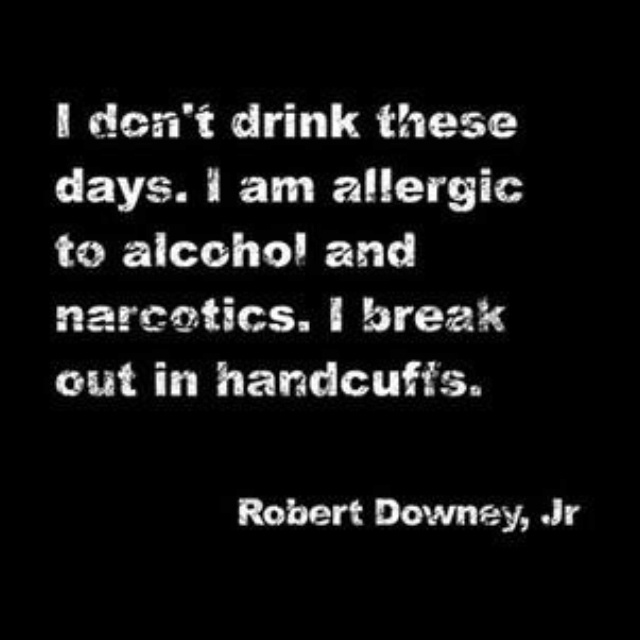 I don't drink these
days. I am allergic
to alcohol and
narcotics. I break
out in handcuffs.
Robert Downey, Jr